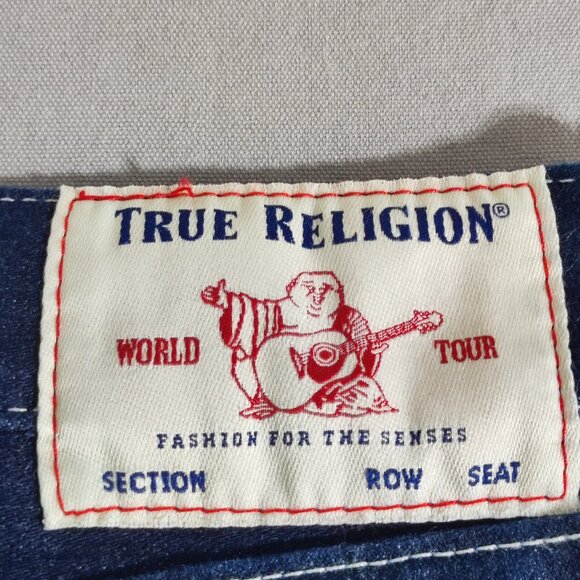 TRUE RELIGION®
WORLD TOUR
FASHION FOR THE SENSES
SECTION ROW SEAT